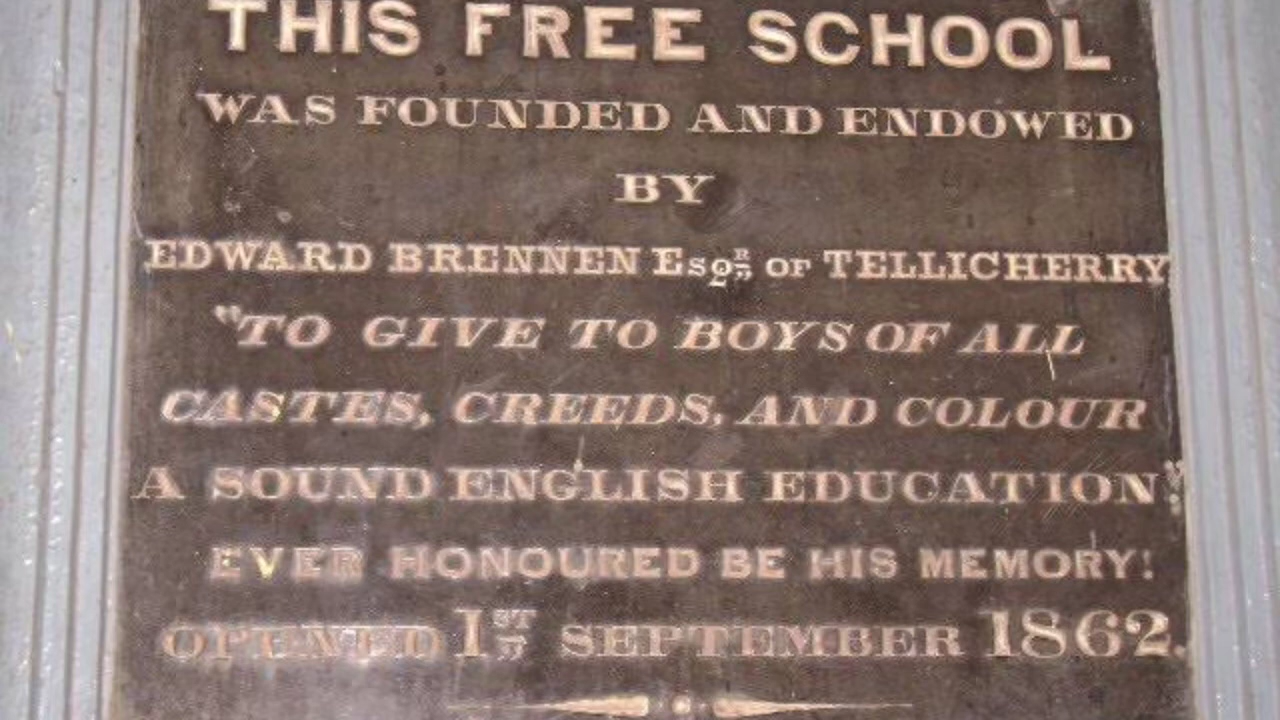 THIS FREE SCHOOL
WAS FOUNDED AND ENDOWED
BY
EDWARD BRENNEN ESQR OF TELLICHERRY
"TO GIVE TO BOYS OF ALL
CASTES, CREEDS, AND COLOUR
A SOUND ENGLISH EDUCATION"
EVER HONOURED BE HIS MEMORY!
OPENED 1ST SEPTEMBER 1862.